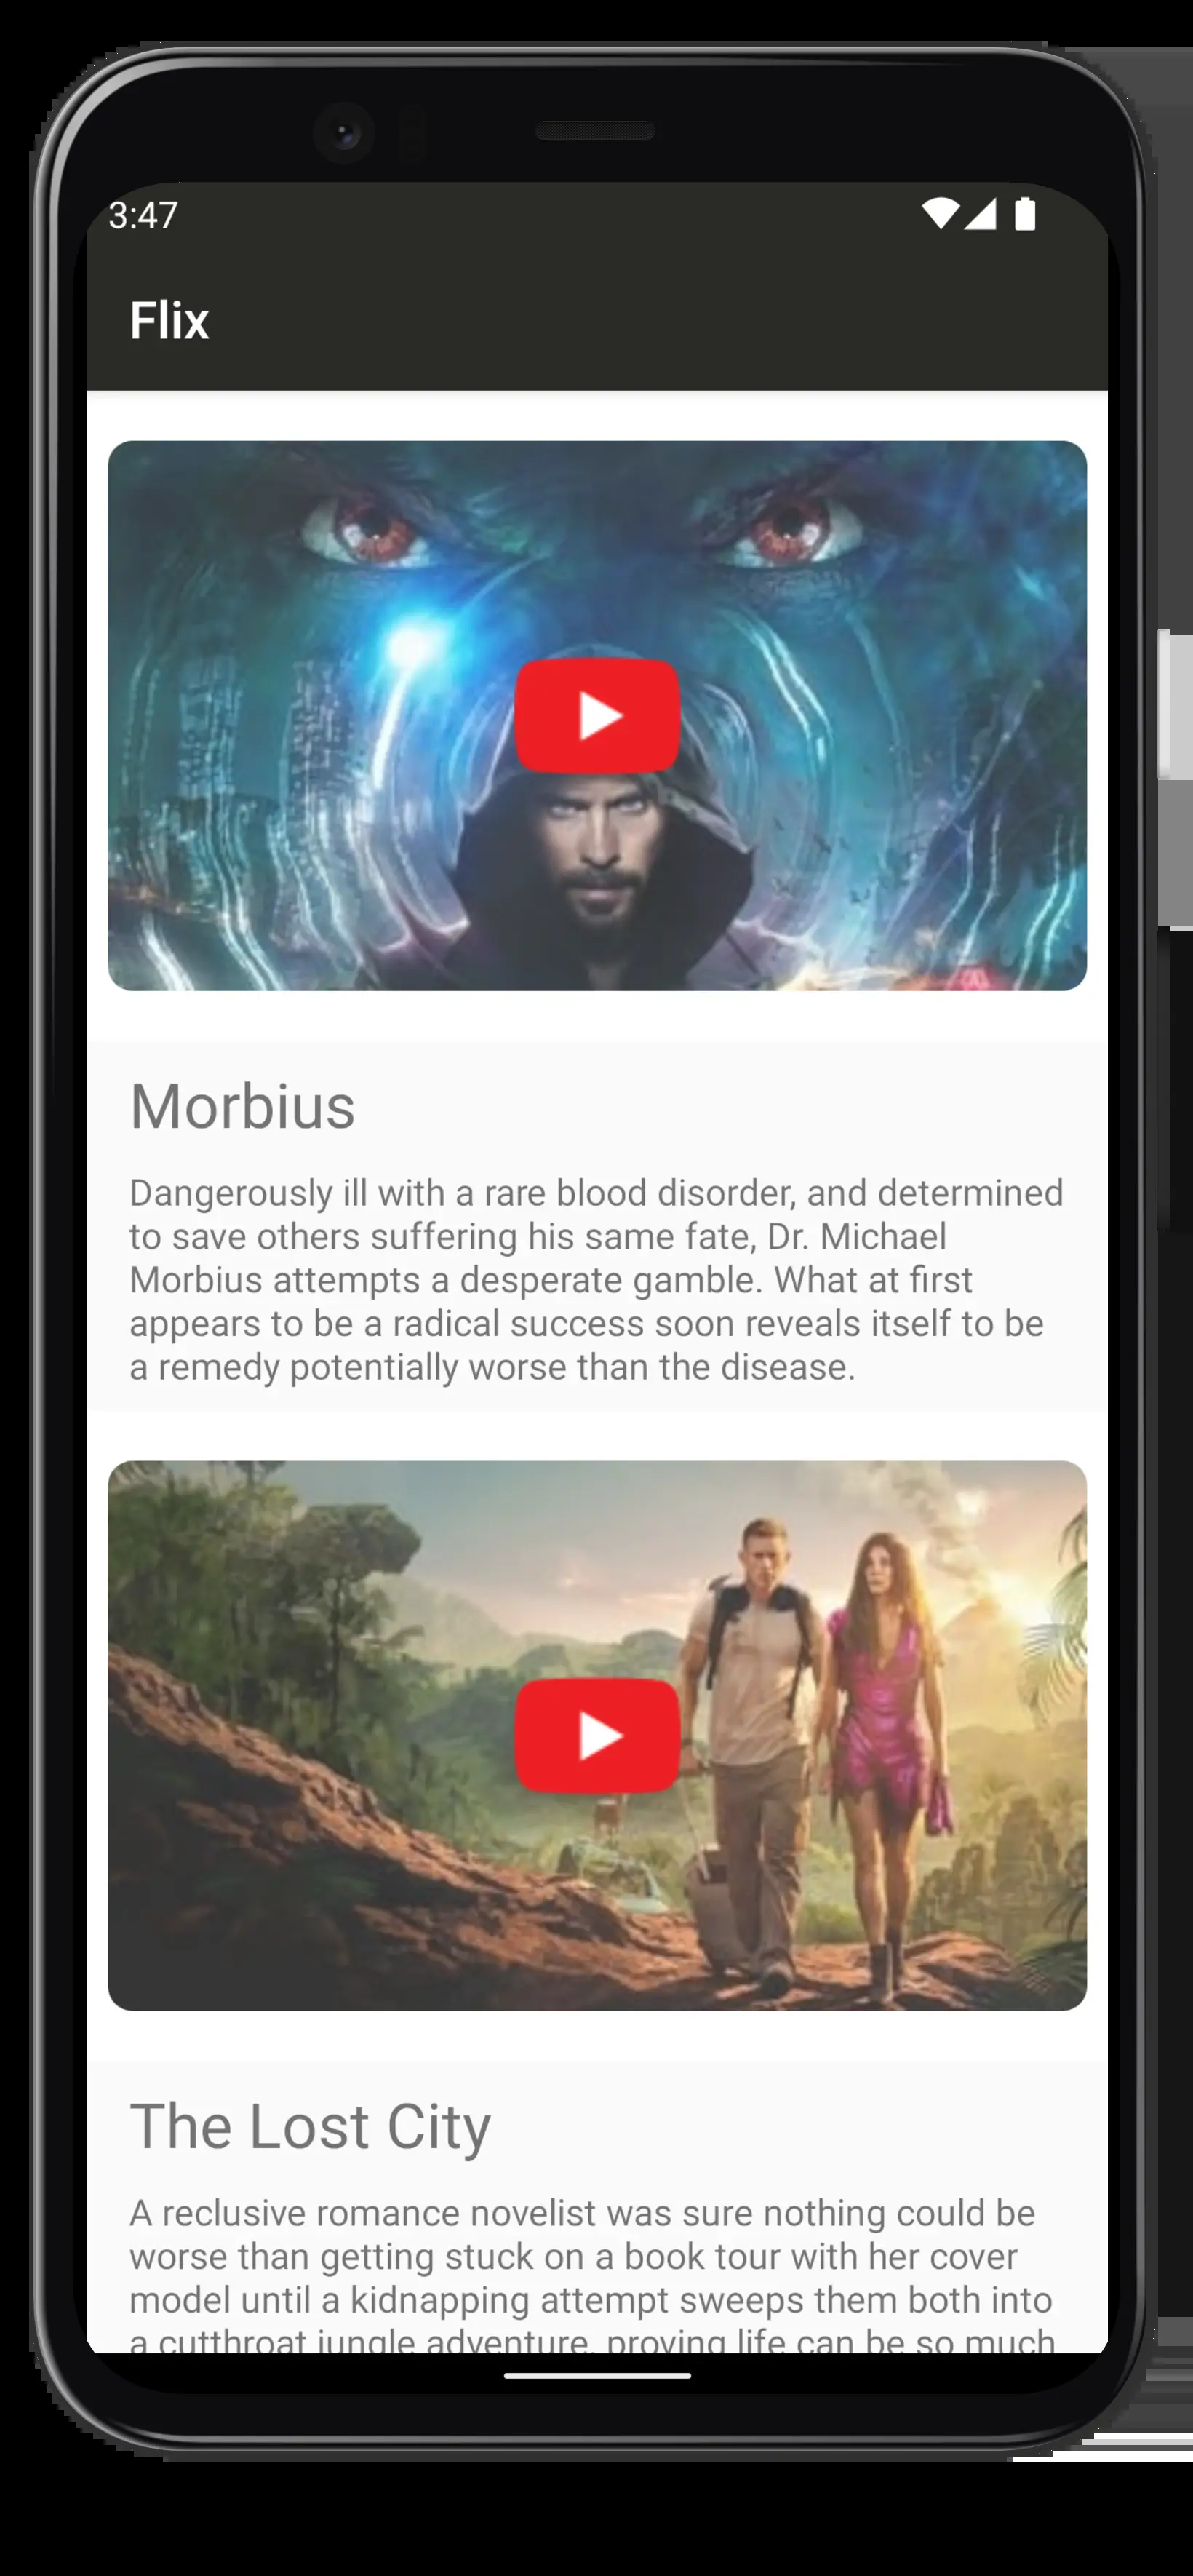 3:47
Flix
Morbius
Dangerously ill with a rare blood disorder, and determined
to save others suffering his same fate, Dr. Michael
Morbius attempts a desperate gamble. What at first
appears to be a radical success soon reveals itself to be
a remedy potentially worse than the disease.
The Lost City
A reclusive romance novelist was sure nothing could be
worse than getting stuck on a book tour with her cover
model until a kidnapping attempt sweeps them both into
a cutthroat jungle adventure, proving life can be so much